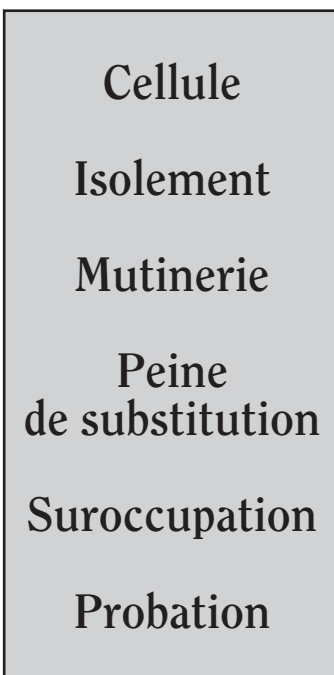 Cellule
Isolement
Mutinerie
Peine
de substitution
Suroccupation
Probation